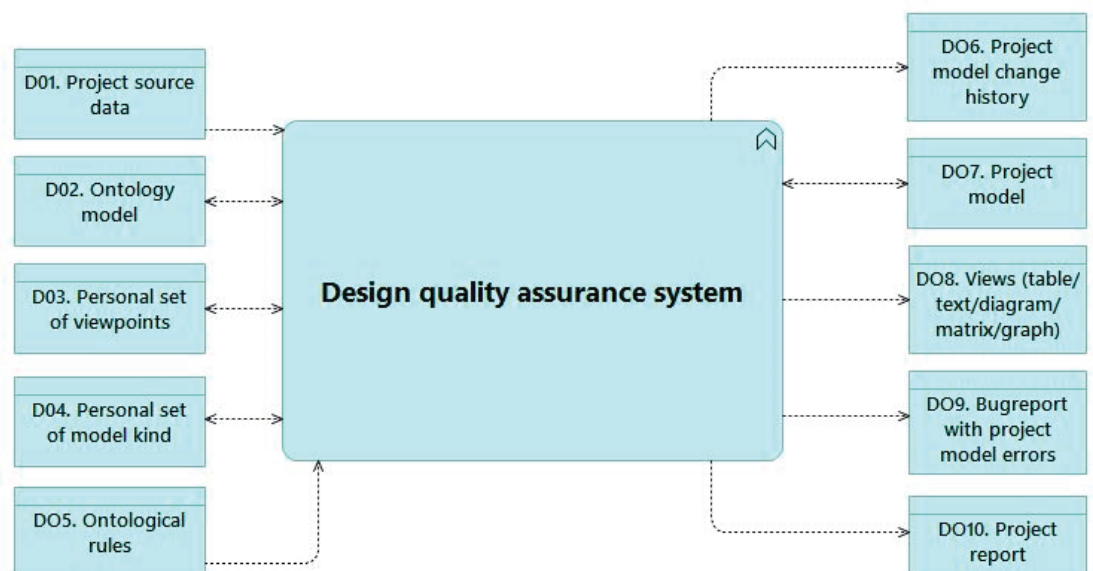 D01. Project source
data
D02. Ontology
model
D03. Personal set
of viewpoints
D04. Personal set
of model kind
DO5. Ontological
rules
Design quality assurance system
DO6. Project
model change
history
DO7. Project
model
DO8. Views (table/
text/diagram/
matrix/graph)
DO9. Bugreport
with project
model errors
DO10. Project
report